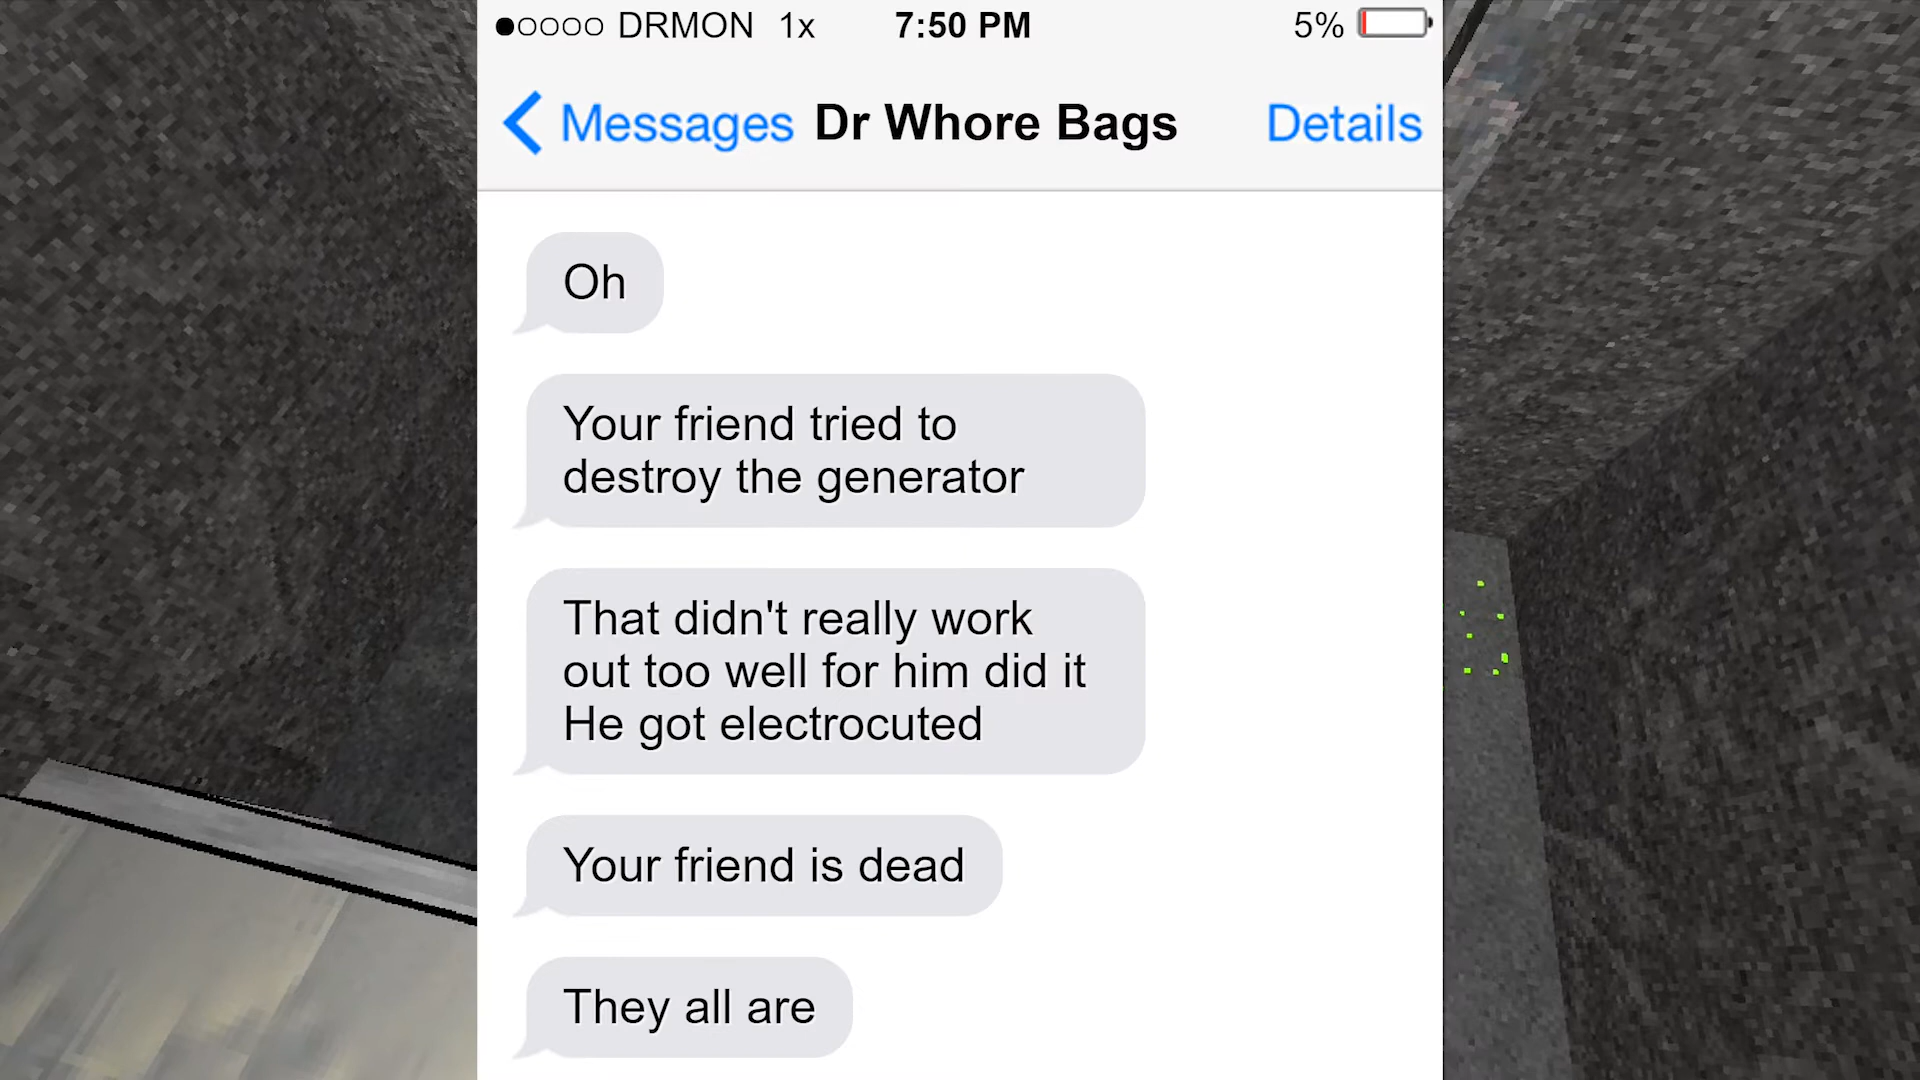 DRMON 1x 7:50 PM 5%
Messages Dr Whore Bags Details
Oh
Your friend tried to
destroy the generator
That didn't really work
out too well for him did it
He got electrocuted
Your friend is dead
They all are